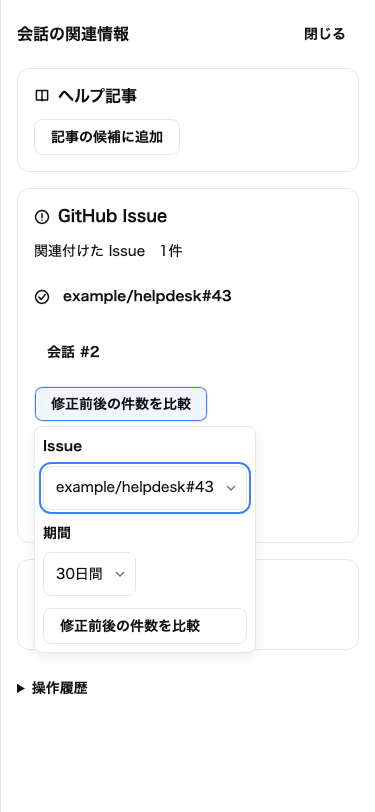 会話の関連情報 閉じる
ヘルプ記事
記事の候補に追加
GitHub Issue
関連付けた Issue 1件
example/helpdesk#43
会話 #2
修正前後の件数を比較
Issue
example/helpdesk#43
期間
30日間
修正前後の件数を比較
操作履歴